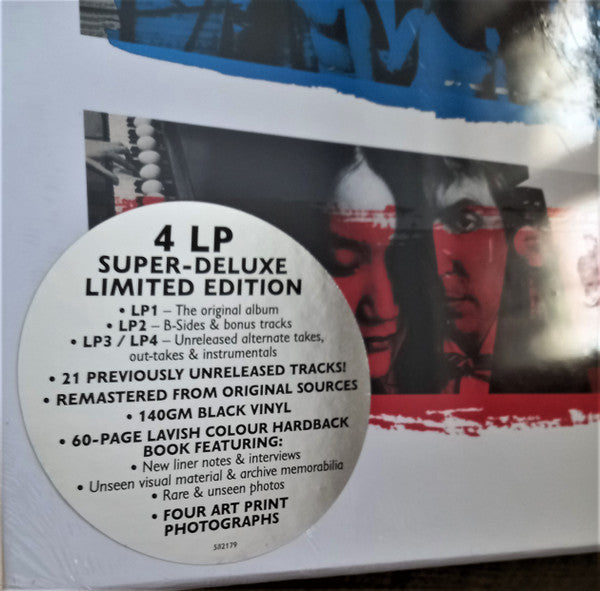 4 LP
SUPER-DELUXE
LIMITED EDITION
• LP1 – The original album
• LP2 – B-Sides & bonus tracks
• LP3 / LP4 – Unreleased alternate takes,
out-takes & instrumentals
• 21 PREVIOUSLY UNRELEASED TRACKS!
• REMASTERED FROM ORIGINAL SOURCES
• 140GM BLACK VINYL
• 60-PAGE LAVISH COLOUR HARDBACK
BOOK FEATURING:
• New liner notes & interviews
• Unseen visual material & archive memorabilia
• Rare & unseen photos
• FOUR ART PRINT
PHOTOGRAPHS
582179